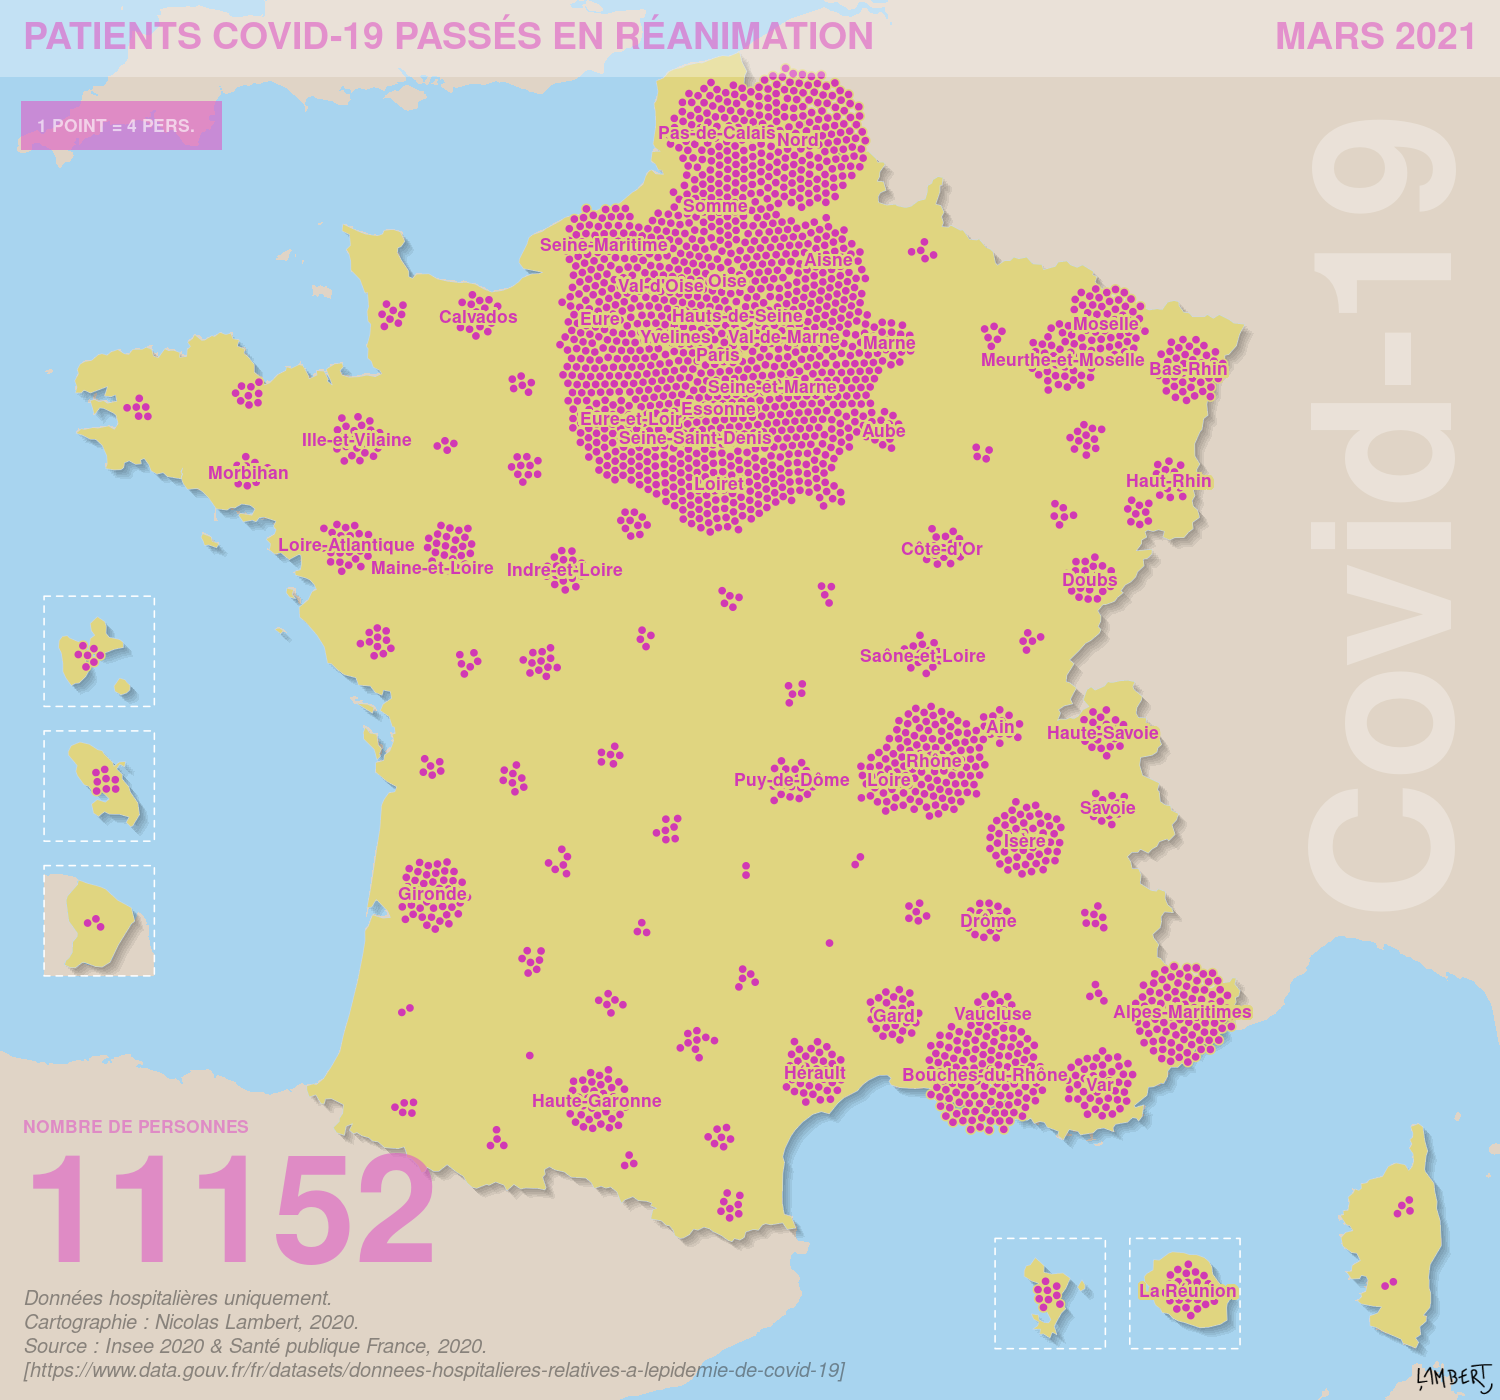 PATIENTS COVID-19 PASSÉS EN RÉANIMATION
MARS 2021
1 POINT = 4 PERS.
Covid-19
Pas-de-Calais
Nord
Somme
Seine-Maritime
Aisne
Val-d'Oise
Oise
Eure
Hauts-de-Seine
Calvados
Moselle
Yvelines
Val-de-Marne
Marne
Paris
Meurthe-et-Moselle
Bas-Rhin
Seine-et-Marne
Essonne
Eure-et-Loir
Aube
Seine-Saint-Denis
Ille-et-Vilaine
Morbihan
Haut-Rhin
Loiret
Loire-Atlantique
Côte-d'Or
Maine-et-Loire
Indre-et-Loire
Doubs
Saône-et-Loire
Ain
Haute-Savoie
Rhône
Puy-de-Dôme
Loire
Savoie
Isère
Gironde
Drôme
Alpes-Maritimes
Vaucluse
Gard
Hérault
Bouches-du-Rhône
Var
Haute-Garonne
La Réunion
NOMBRE DE PERSONNES
11152
Données hospitalières uniquement.
Cartographie : Nicolas Lambert, 2020.
Source : Insee 2020 & Santé publique France, 2020.
[https://www.data.gouv.fr/fr/datasets/donnees-hospitalieres-relatives-a-lepidemie-de-covid-19]
LAMBERT